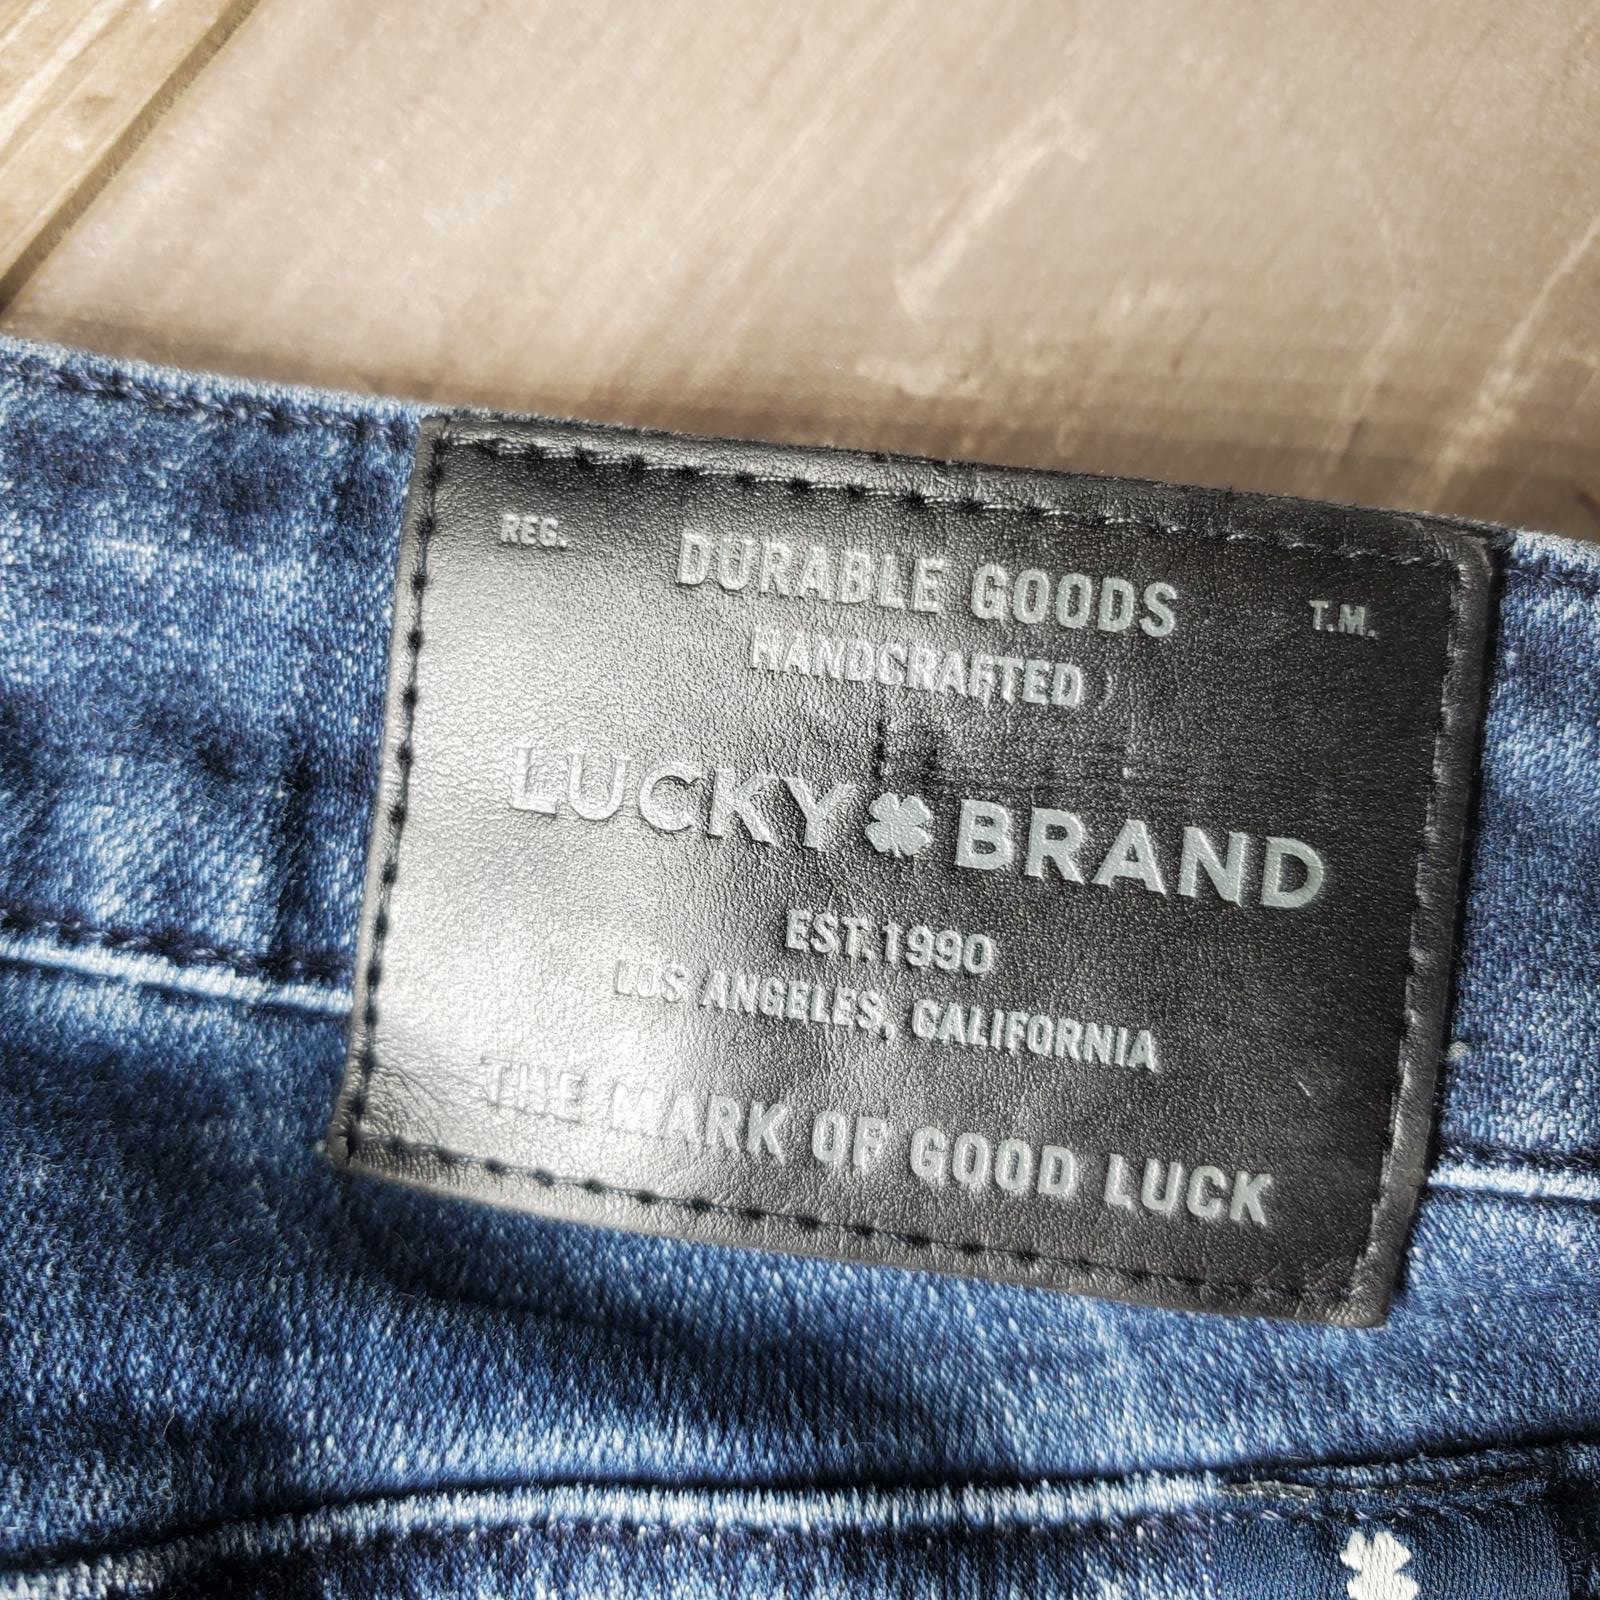 REG.
DURABLE GOODS
T.M.
HANDCRAFTED
LUCKY BRAND
EST.1990
LOS ANGELES, CALIFORNIA
THE MARK OF GOOD LUCK